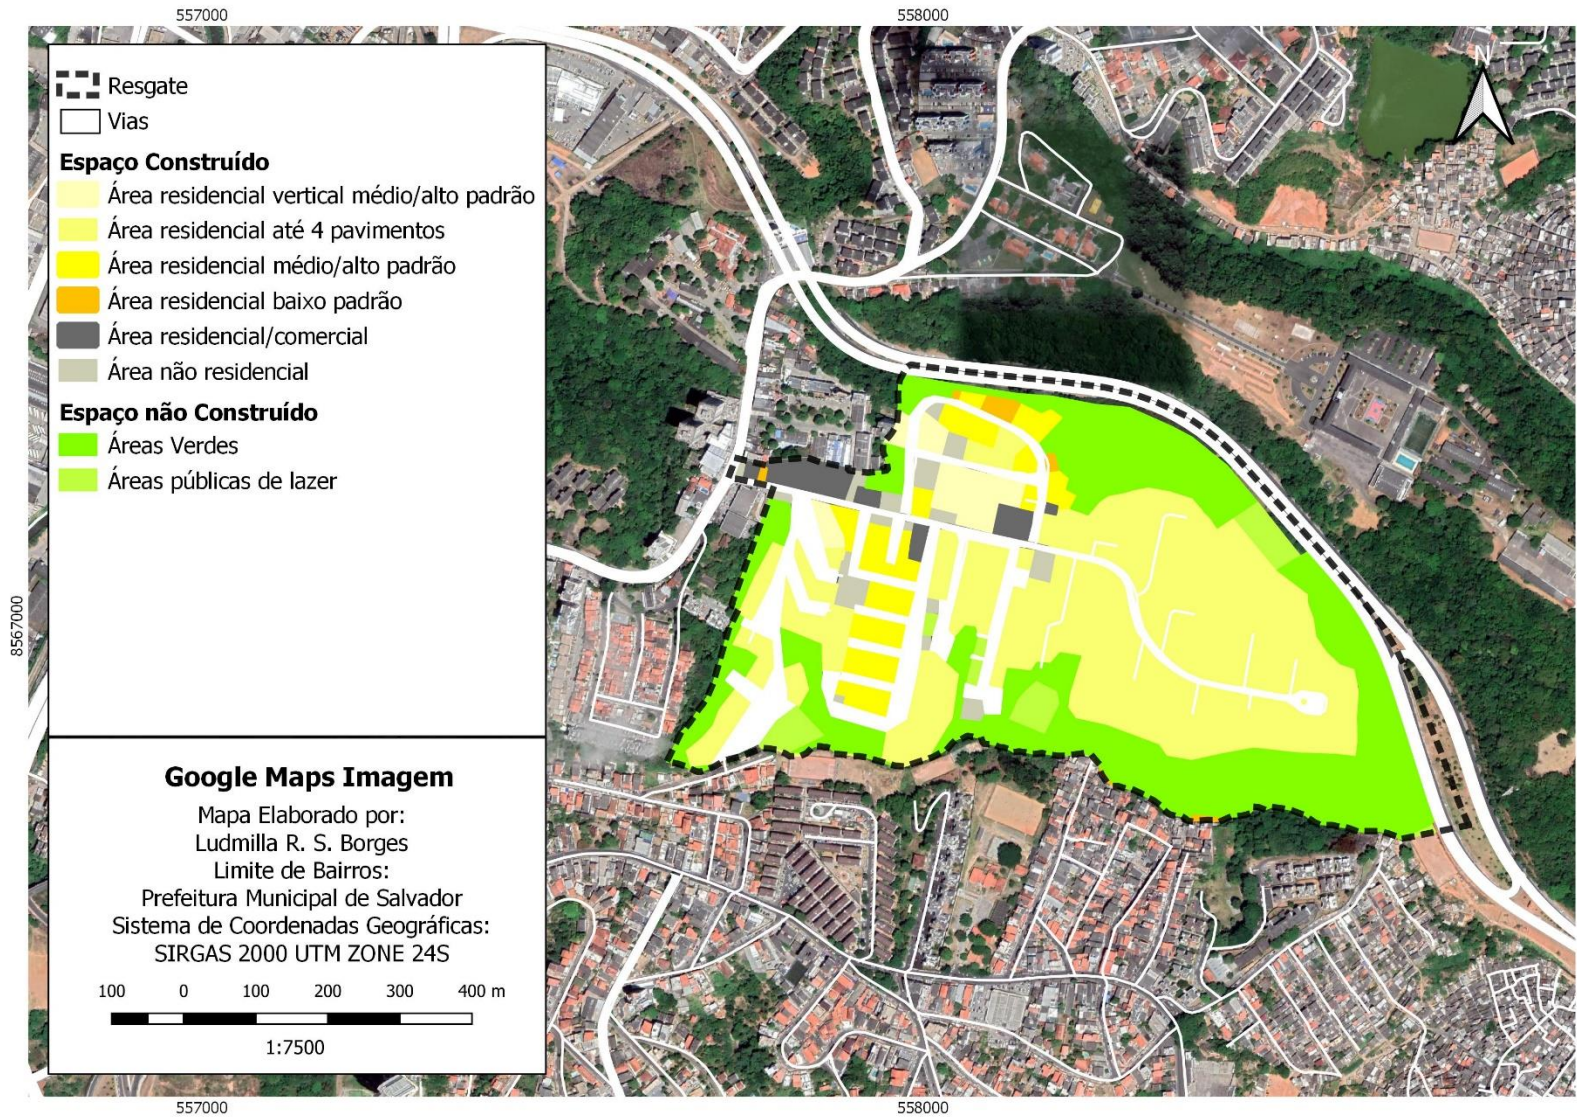 557000
558000
N
Resgate
Vias
Espaço Construído
Área residencial vertical médio/alto padrão
Área residencial até 4 pavimentos
Área residencial médio/alto padrão
Área residencial baixo padrão
Área residencial/comercial
Área não residencial
Espaço não Construído
Áreas Verdes
Áreas públicas de lazer
8567000
Google Maps Imagem
Mapa Elaborado por:
Ludmilla R. S. Borges
Limite de Bairros:
Prefeitura Municipal de Salvador
Sistema de Coordenadas Geográficas:
SIRGAS 2000 UTM ZONE 24S
100 0 100 200 300 400 m
1:7500
557000
558000